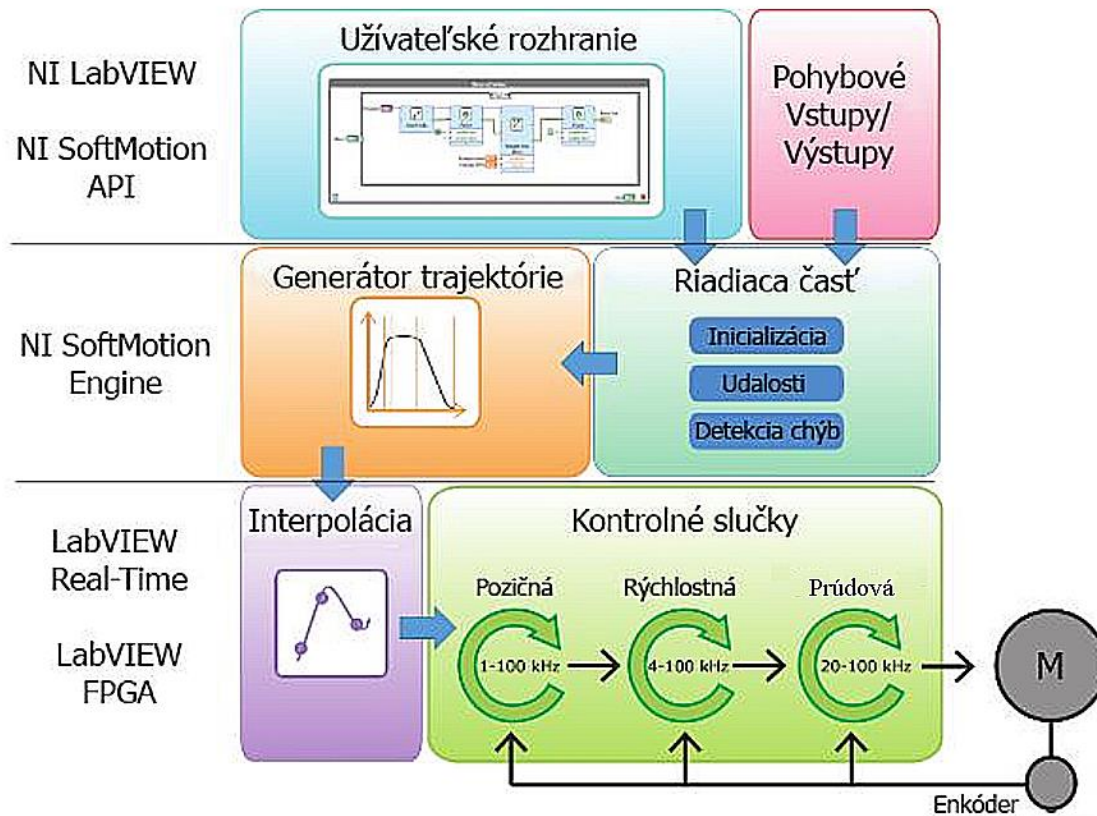 NI LabVIEW
NI SoftMotion
API
Užívateľské rozhranie
Pohybové
Vstupy/
Výstupy
NI SoftMotion
Engine
Generátor trajektórie
Riadiaca časť
Inicializácia
Udalosti
Detekcia chýb
LabVIEW
Real-Time
LabVIEW
FPGA
Interpolácia
Kontrolné slučky
Pozičná
Rýchlostná
Prúdová
1-100 kHz
4-100 kHz
20-100 kHz
M
Enkóder